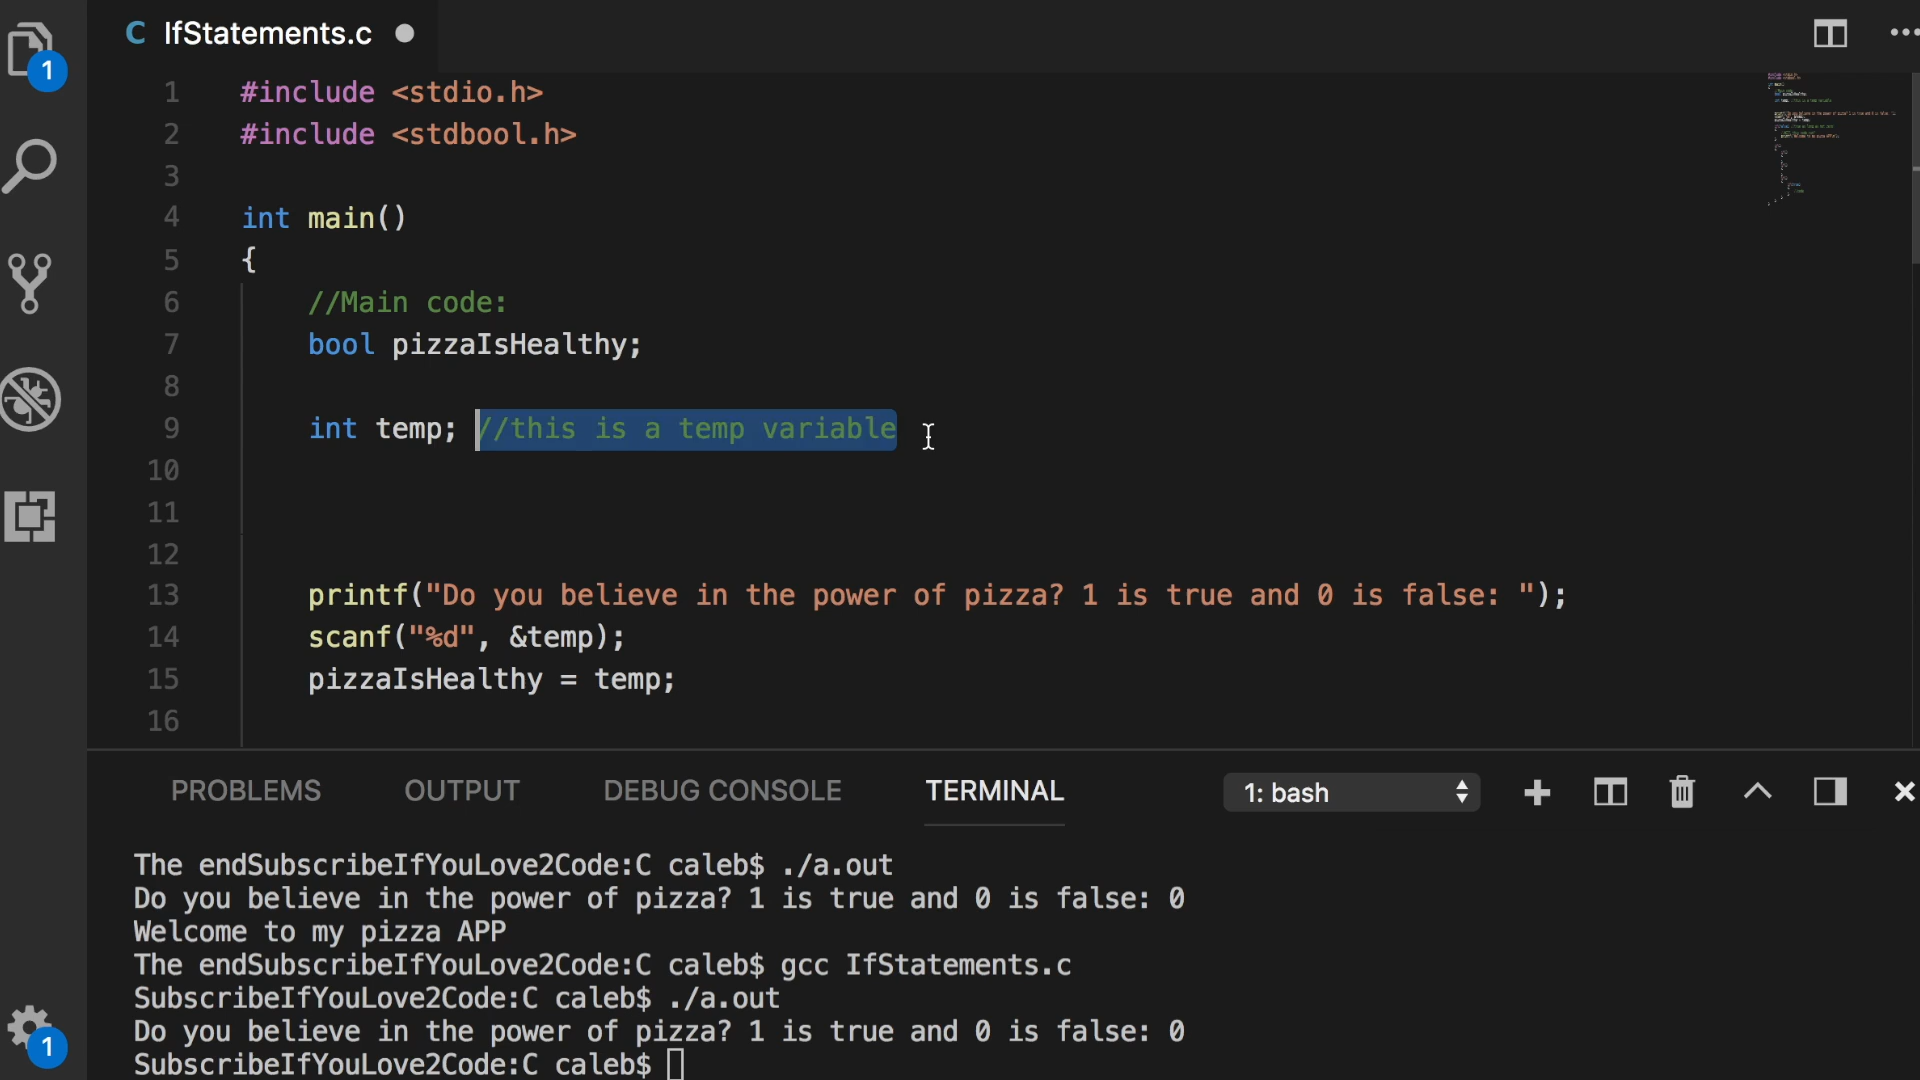 C IfStatements.c
1
1 #include <stdio.h>
2 #include <stdbool.h>
3
4 int main()
5 {
6 //Main code:
7 bool pizzaIsHealthy;
8
9 int temp; //this is a temp variable
10
11
12
13 printf("Do you believe in the power of pizza? 1 is true and 0 is false: ");
14 scanf("%d", &temp);
15 pizzaIsHealthy = temp;
16
PROBLEMS OUTPUT DEBUG CONSOLE TERMINAL 1: bash
The endSubscribeIfYouLove2Code:C caleb$ ./a.out
Do you believe in the power of pizza? 1 is true and 0 is false: 0
Welcome to my pizza APP
The endSubscribeIfYouLove2Code:C caleb$ gcc IfStatements.c
SubscribeIfYouLove2Code:C caleb$ ./a.out
Do you believe in the power of pizza? 1 is true and 0 is false: 0
SubscribeIfYouLove2Code:C caleb$
1